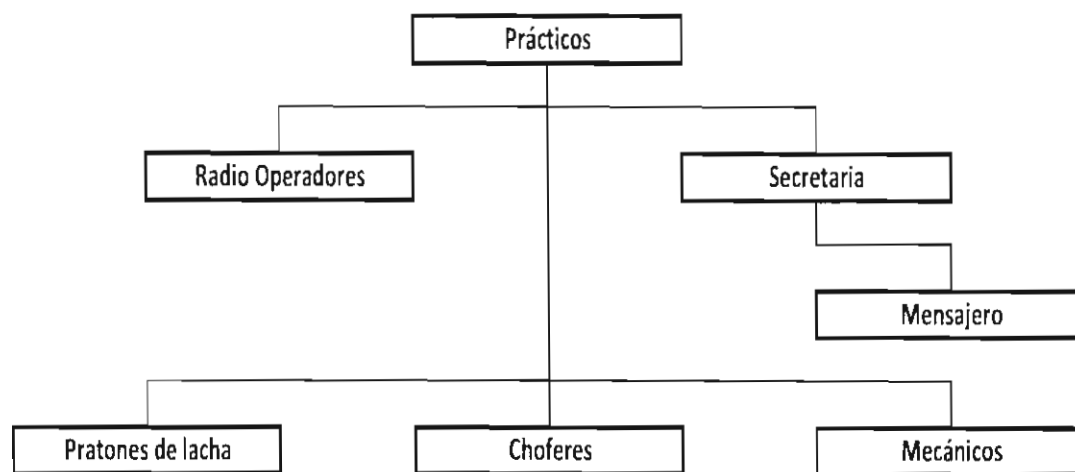 Prácticos
Radio Operadores
Secretaria
Mensajero
Pratones de lacha
Choferes
Mecánicos